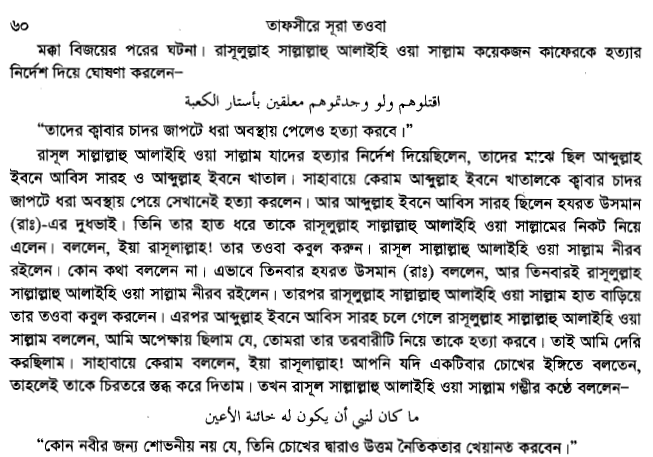 ৬০ তাফসীরে সূরা তওবা
মক্কা বিজয়ের পরের ঘটনা। রাসূলুল্লাহ সাল্লাল্লাহু আলাইহি ওয়া সাল্লাম কয়েকজন কাফেরকে হত্যার
নির্দেশ দিয়ে ঘোষণা করলেন–
اقتلوهم ولو وجدتموهم معلقين بأستار الكعبة
“তাদের ক্বাবার চাদর জাপটে ধরা অবস্থায় পেলেও হত্যা করবে।”
রাসূল সাল্লাল্লাহু আলাইহি ওয়া সাল্লাম যাদের হত্যার নির্দেশ দিয়েছিলেন, তাদের মাঝে ছিল আব্দুল্লাহ
ইবনে আবিস সারহ ও আব্দুল্লাহ ইবনে খাতাল। সাহাবায়ে কেরাম আব্দুল্লাহ ইবনে খাতালকে ক্বাবার চাদর
জাপটে ধরা অবস্থায় পেয়ে সেখানেই হত্যা করলেন। আর আব্দুল্লাহ ইবনে আবিস সারহ ছিলেন হযরত উসমান
(রাঃ)-এর দুধভাই। তিনি তার হাত ধরে তাকে রাসূলুল্লাহ সাল্লাল্লাহু আলাইহি ওয়া সাল্লামের নিকট নিয়ে
এলেন। বললেন, ইয়া রাসূলাল্লাহ! তার তওবা কবুল করুন। রাসূল সাল্লাল্লাহু আলাইহি ওয়া সাল্লাম নীরব
রইলেন। কোন কথা বললেন না। এভাবে তিনবার হযরত উসমান (রাঃ) বললেন, আর তিনবারই রাসূলুল্লাহ
সাল্লাল্লাহু আলাইহি ওয়া সাল্লাম নীরব রইলেন। তারপর রাসূলুল্লাহ সাল্লাল্লাহু আলাইহি ওয়া সাল্লাম হাত বাড়িয়ে
তার তওবা কবুল করলেন। এরপর আব্দুল্লাহ ইবনে আবিস সারহ চলে গেলে রাসূলুল্লাহ সাল্লাল্লাহু আলাইহি ওয়া
সাল্লাম বললেন, আমি অপেক্ষায় ছিলাম যে, তোমরা তার তরবারীটি নিয়ে তাকে হত্যা করবে। তাই আমি দেরি
করছিলাম। সাহাবায়ে কেরাম বললেন, ইয়া রাসূলাল্লাহ! আপনি যদি একটিবার চোখের ইঙ্গিতে বলতেন,
তাহলেই তাকে চিরতরে স্তব্ধ করে দিতাম। তখন রাসূল সাল্লাল্লাহু আলাইহি ওয়া সাল্লাম গম্ভীর কণ্ঠে বললেন–
ما كان لنبي أن يكون له خائنة الأعين
“কোন নবীর জন্য শোভনীয় নয় যে, তিনি চোখের দ্বারাও উত্তম নৈতিকতার খেয়ানত করবেন।”